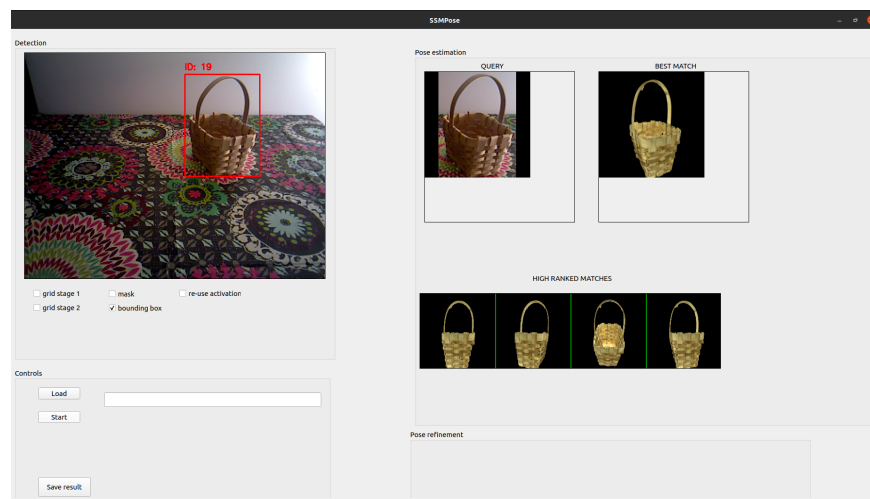 SSMPose
Detection
ID: 19
grid stage 1
mask
re-use activation
grid stage 2
bounding box
Controls
Load
Start
Save result
Pose estimation
QUERY
BEST MATCH
HIGH RANKED MATCHES
Pose refinement